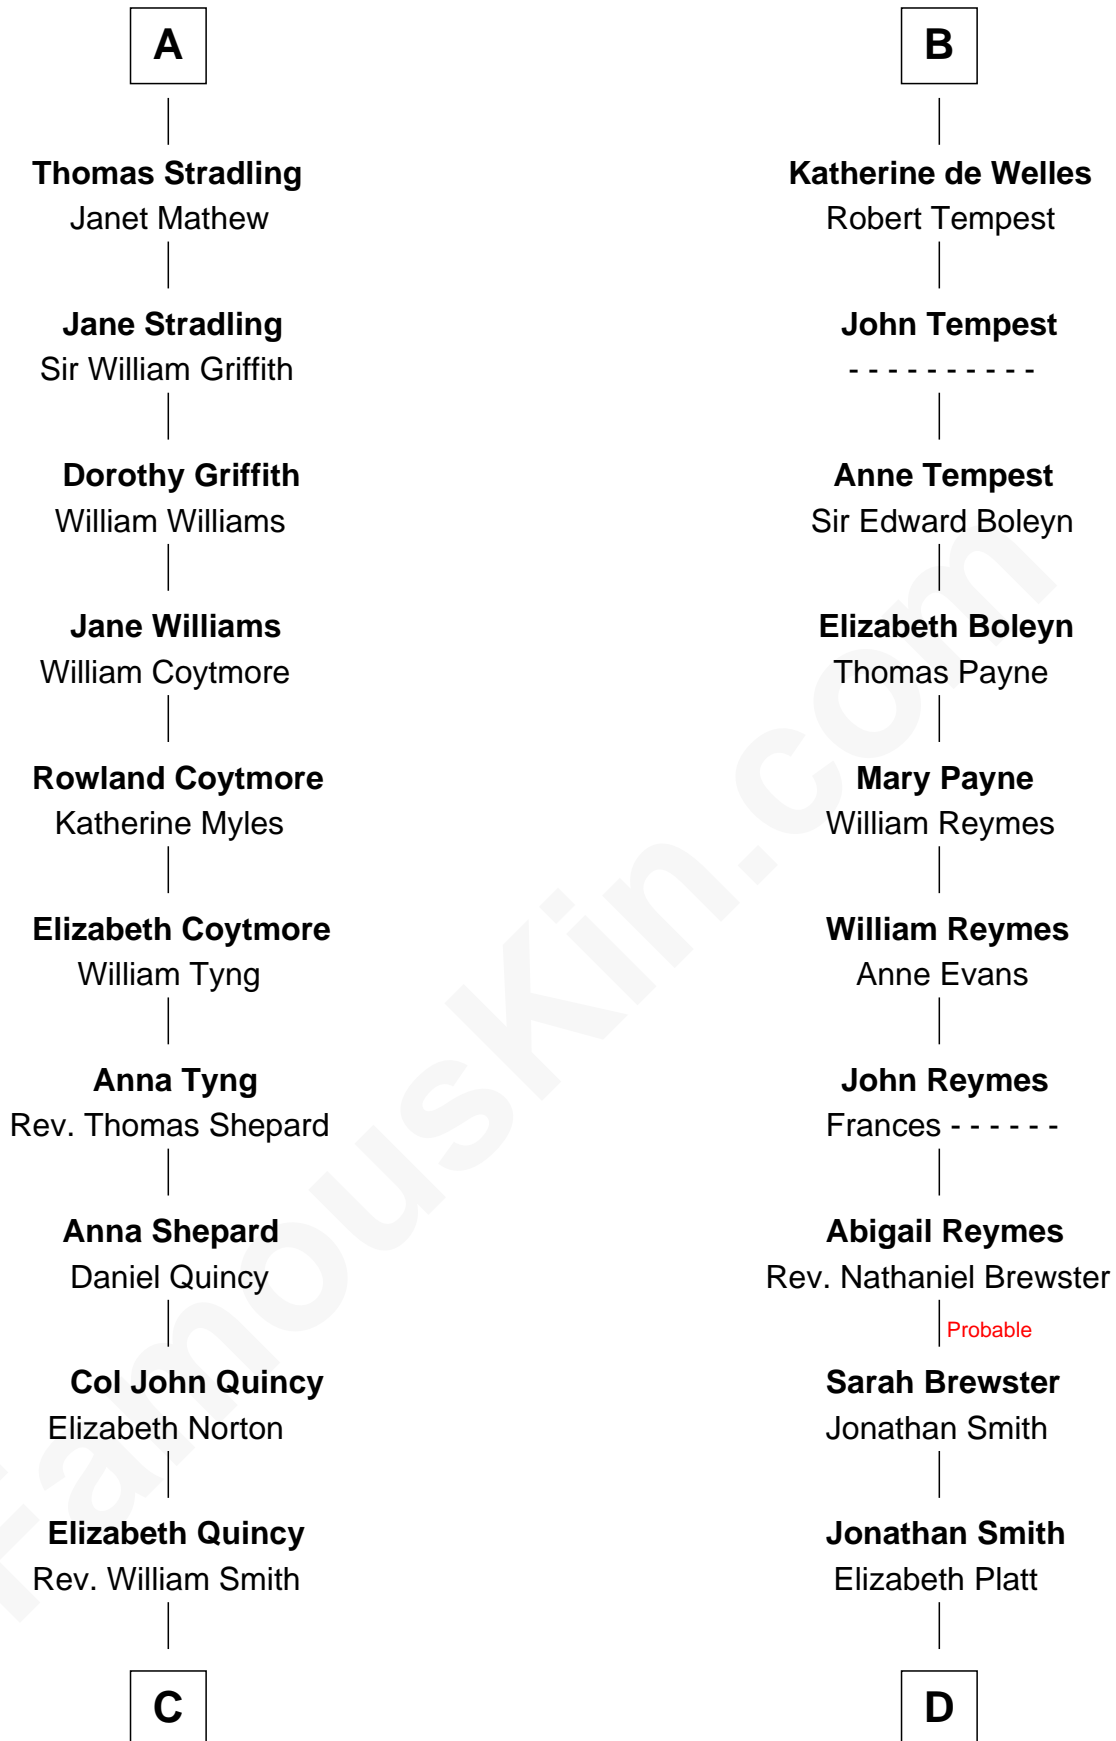 A
Thomas Stradling
Janet Mathew
Jane Stradling
Sir William Griffith
Dorothy Griffith
William Williams
Jane Williams
William Coytmore
Rowland Coytmore
Katherine Myles
Elizabeth Coytmore
William Tyng
Anna Tyng
Rev. Thomas Shepard
Anna Shepard
Daniel Quincy
Col John Quincy
Elizabeth Norton
Elizabeth Quincy
Rev. William Smith
C
B
Katherine de Welles
Robert Tempest
John Tempest
- - - - - - - - - -
Anne Tempest
Sir Edward Boleyn
Elizabeth Boleyn
Thomas Payne
Mary Payne
William Reymes
William Reymes
Anne Evans
John Reymes
Frances - - - - - -
Abigail Reymes
Rev. Nathaniel Brewster
Probable
Sarah Brewster
Jonathan Smith
Jonathan Smith
Elizabeth Platt
D
FamousKin.com